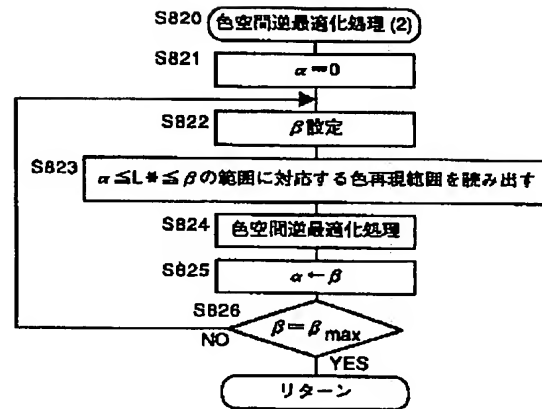 S820 色空間逆最適化処理(2)
S821
α=0
S822
β設定
S823
α≦L*≦βの範囲に対応する色再現範囲を読み出す
S824
色空間逆最適化処理
S825
α←β
S826
β=βmax
NO
YES
リターン